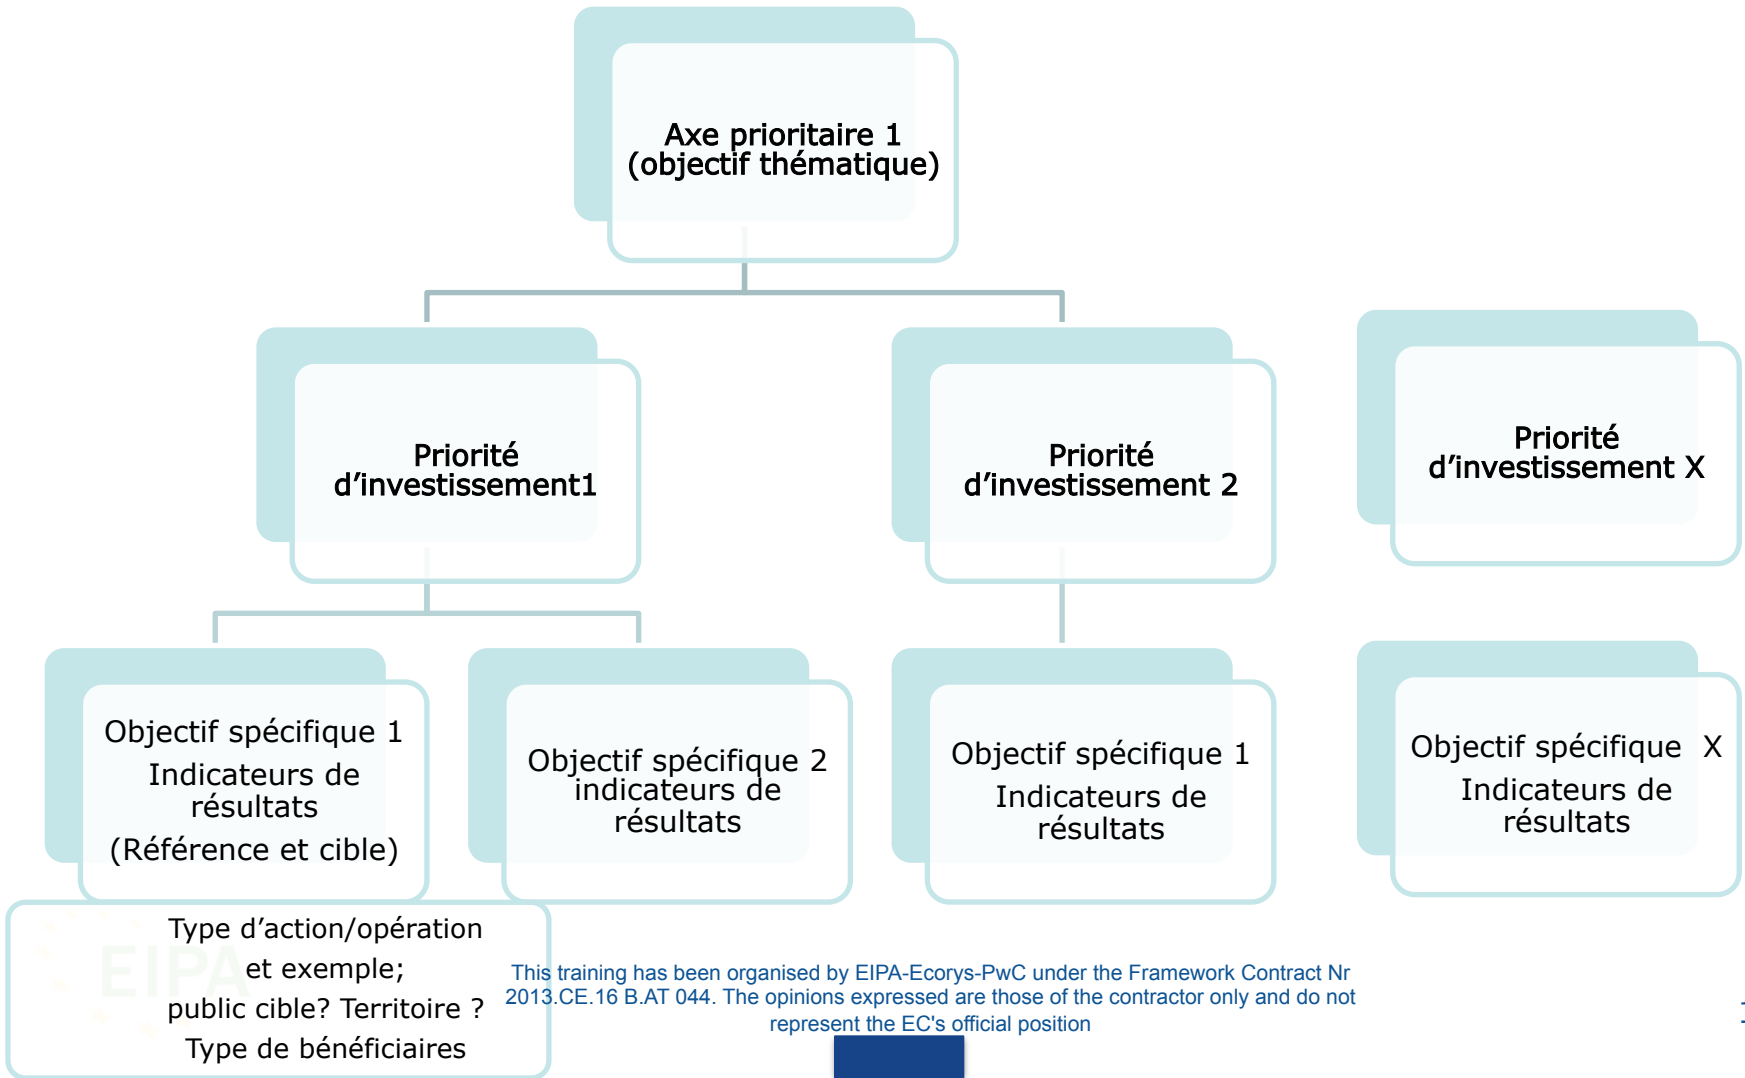 Axe prioritaire 1
(objectif thématique)
Priorité
d’investissement1
Priorité
d’investissement 2
Priorité
d’investissement X
Objectif spécifique 1
Indicateurs de
résultats
(Référence et cible)
Objectif spécifique 2
indicateurs de
résultats
Objectif spécifique 1
Indicateurs de
résultats
Objectif spécifique X
Indicateurs de
résultats
EIPA
Type d’action/opération
et exemple;
public cible? Territoire ?
Type de bénéficiaires
This training has been organised by EIPA-Ecorys-PwC under the Framework Contract Nr
2013.CE.16 B.AT 044. The opinions expressed are those of the contractor only and do not
represent the EC's official position